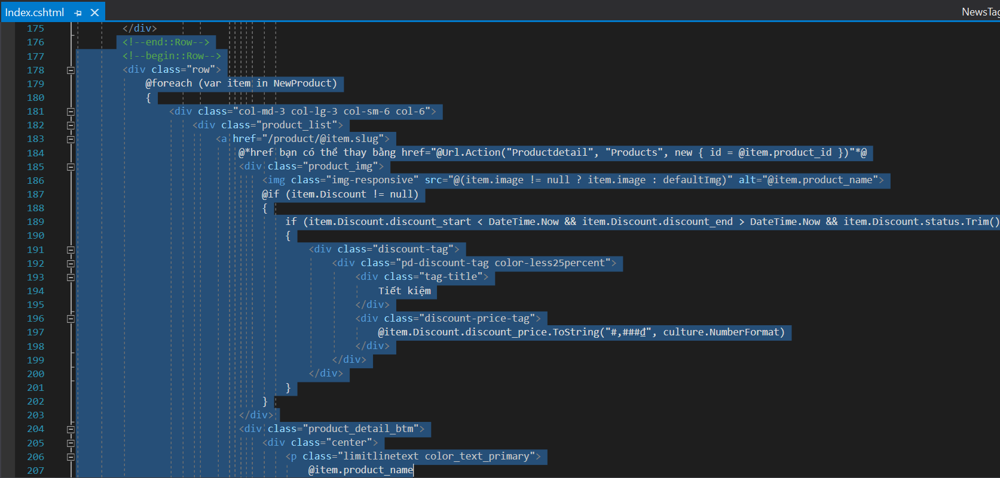 Index.cshtml
NewsTag
175 </div>
176 <!--end::Row-->
177 <!--begin::Row-->
178 <div class="row">
179 @foreach (var item in NewProduct)
180 {
181 <div class="col-md-3 col-lg-3 col-sm-6 col-6">
182 <div class="product_list">
183 <a href="/product/@item.slug">
184 @*href bạn có thể thay bằng href="@Url.Action("Productdetail", "Products", new { id = @item.product_id })"*@
185 <div class="product_img">
186 <img class="img-responsive" src="@(item.image != null ? item.image : defaultImg)" alt="@item.product_name">
187 @if (item.Discount != null)
188 {
189 if (item.Discount.discount_start < DateTime.Now && item.Discount.discount_end > DateTime.Now && item.Discount.status.Trim()
190 {
191 <div class="discount-tag">
192 <div class="pd-discount-tag color-less25percent">
193 <div class="tag-title">
194 Tiết kiệm
195 </div>
196 <div class="discount-price-tag">
197 @item.Discount.discount_price.ToString("#,###₫", culture.NumberFormat)
198 </div>
199 </div>
200 </div>
201 }
202 }
203 </div>
204 <div class="product_detail_btm">
205 <div class="center">
206 <p class="limitlinetext color_text_primary">
207 @item.product_name